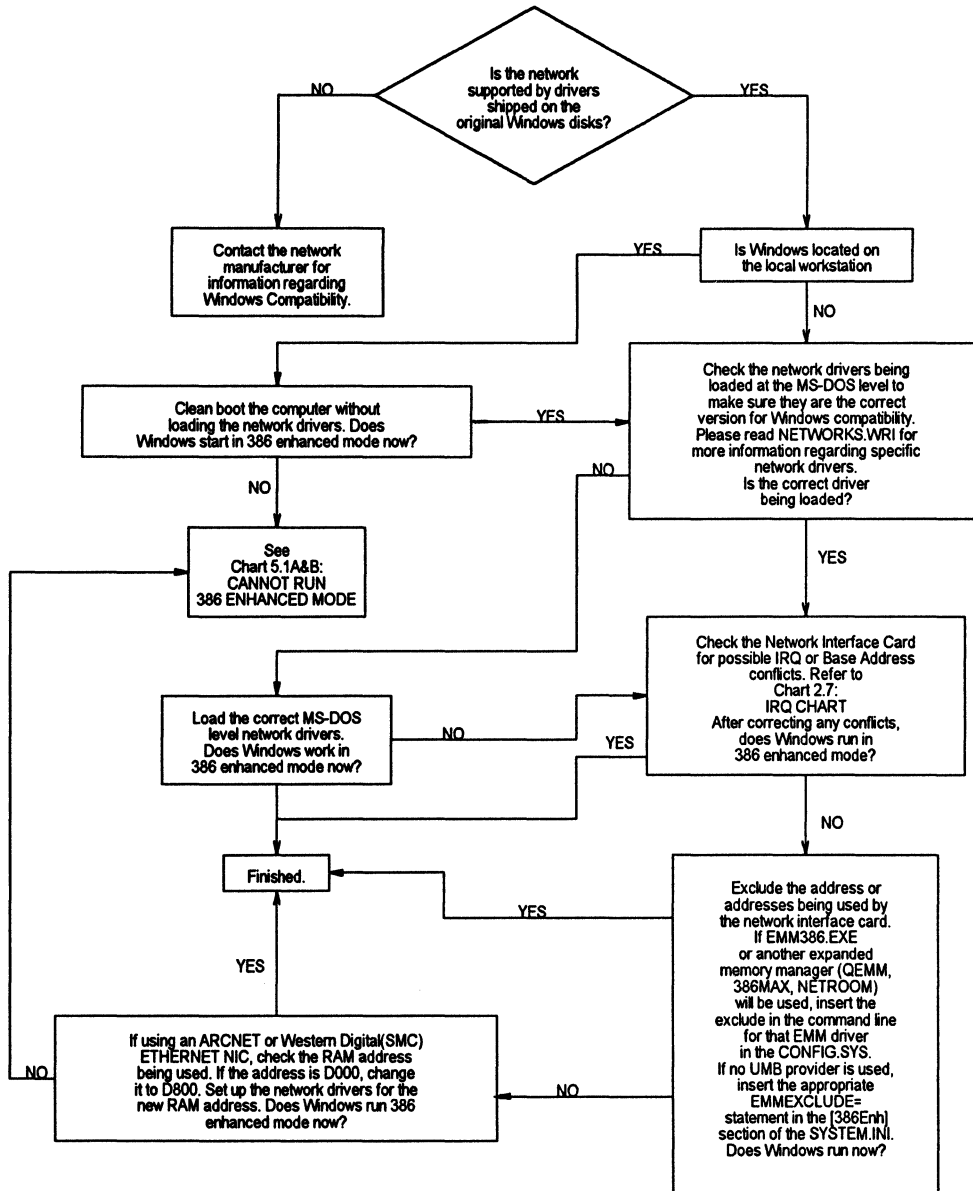 Is the network
supported by drivers
shipped on the
original Windows disks?
NO
YES
Contact the network
manufacturer for
information regarding
Windows Compatibility.
YES
Is Windows located on
the local workstation
NO
Clean boot the computer without
loading the network drivers. Does
Windows start in 386 enhanced mode now?
YES
Check the network drivers being
loaded at the MS-DOS level to
make sure they are the correct
version for Windows compatibility.
Please read NETWORKS.WRI for
more information regarding specific
network drivers.
Is the correct driver
being loaded?
NO
NO
See
Chart 5.1A&B:
CANNOT RUN
386 ENHANCED MODE
YES
Check the Network Interface Card
for possible IRQ or Base Address
conflicts. Refer to
Chart 2.7:
IRQ CHART
After correcting any conflicts,
does Windows run in
386 enhanced mode?
Load the correct MS-DOS
level network drivers.
Does Windows work in
386 enhanced mode now?
NO
YES
NO
Finished.
YES
Exclude the address or
addresses being used by
the network interface card.
If EMM386.EXE
or another expanded
memory manager (QEMM,
386MAX, NETROOM)
will be used, insert the
exclude in the command line
for that EMM driver
in the CONFIG.SYS.
If no UMB provider is used,
insert the appropriate
EMMEXCLUDE=
statement in the [386Enh]
section of the SYSTEM.INI.
Does Windows run now?
YES
If using an ARCNET or Western Digital(SMC)
ETHERNET NIC, check the RAM address
being used. If the address is D000, change
it to D800. Set up the network drivers for the
new RAM address. Does Windows run 386
enhanced mode now?
NO
NO